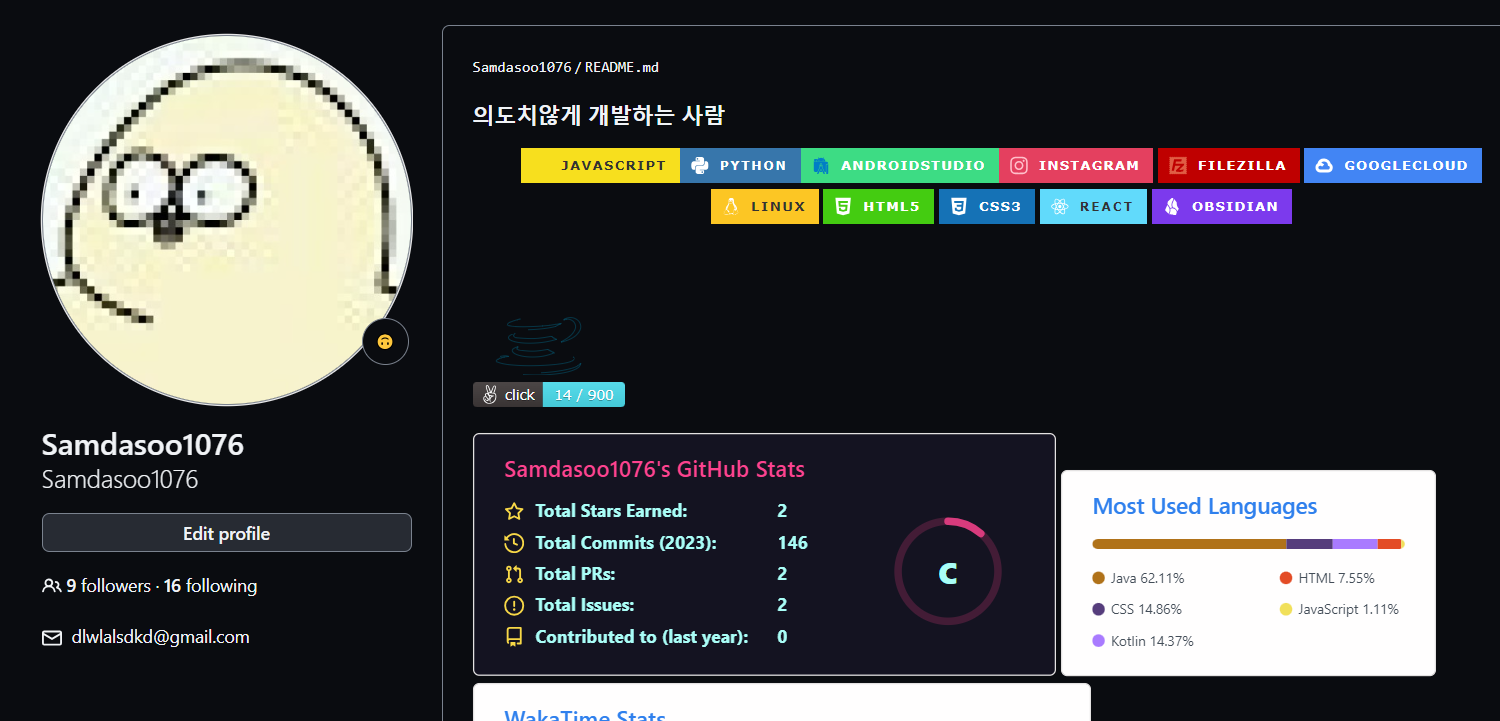 Samdasoo1076 / README.md
의도치않게 개발하는 사람
JAVASCRIPT PYTHON ANDROIDSTUDIO INSTAGRAM FILEZILLA GOOGLECLOUD
LINUX HTML5 CSS3 REACT OBSIDIAN
click 14 / 900
Samdasoo1076
Samdasoo1076
Edit profile
9 followers · 16 following
dlwlalsdkd@gmail.com
Samdasoo1076's GitHub Stats
Total Stars Earned: 2
Total Commits (2023): 146
Total PRs: 2
Total Issues: 2
Contributed to (last year): 0
C
Most Used Languages
Java 62.11%
HTML 7.55%
CSS 14.86%
JavaScript 1.11%
Kotlin 14.37%
WakaTime Stats